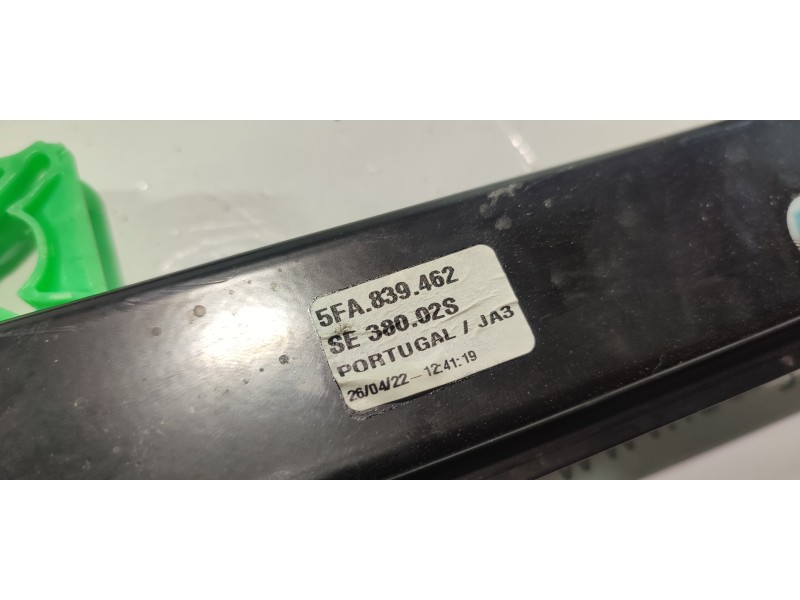 5FA.839.462
SE 380.02S
PORTUGAL / JA3
26/04/22-12:41:19